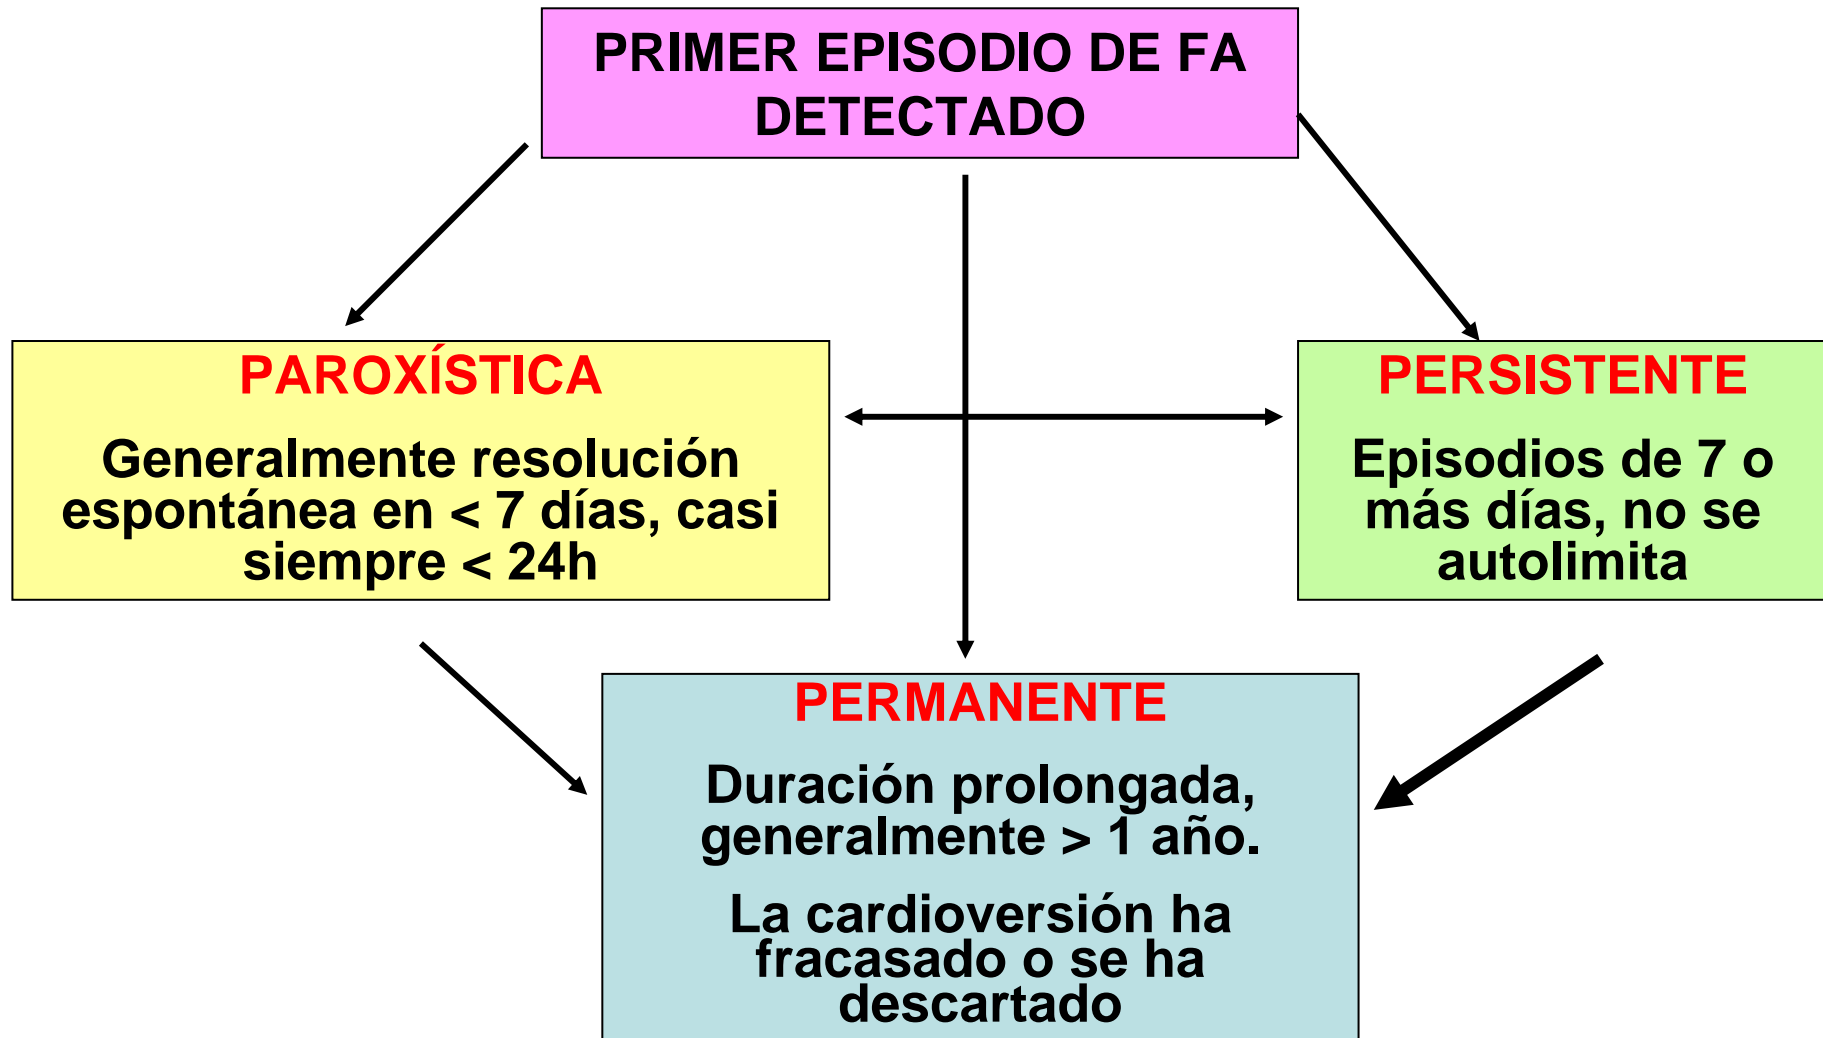 PRIMER EPISODIO DE FA
DETECTADO
PAROXÍSTICA
Generalmente resolución
espontánea en < 7 días, casi
siempre < 24h
PERSISTENTE
Episodios de 7 o
más días, no se
autolimita
PERMANENTE
Duración prolongada,
generalmente > 1 año.
La cardioversión ha
fracasado o se ha
descartado